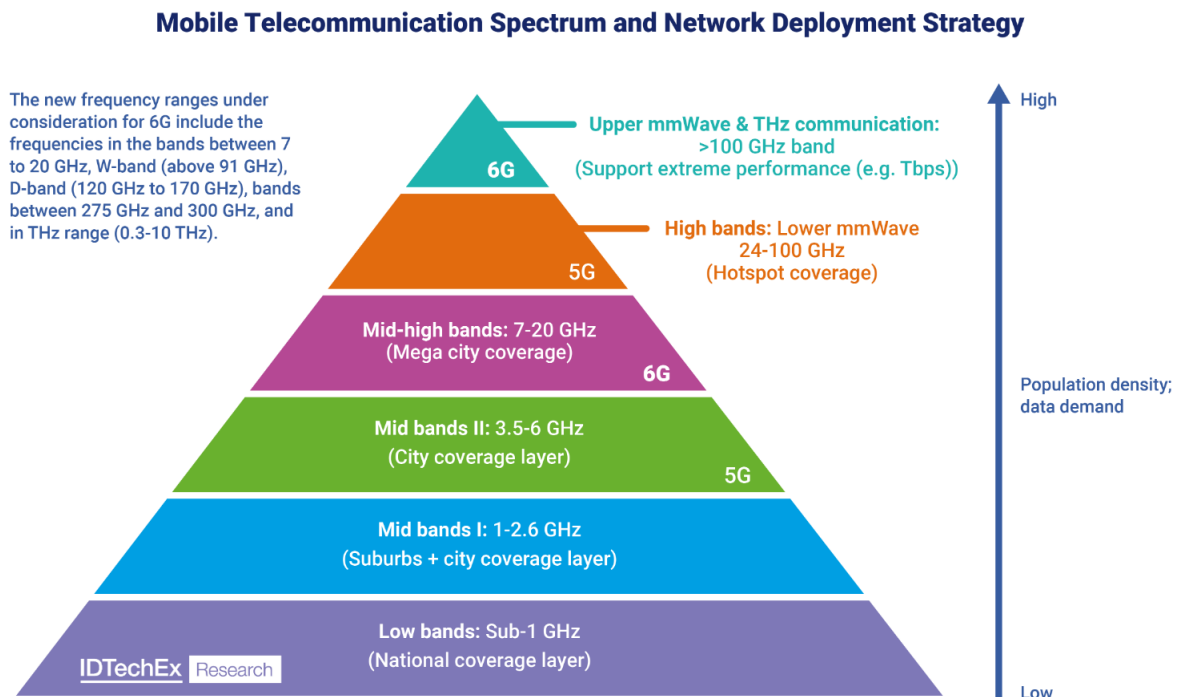 Mobile Telecommunication Spectrum and Network Deployment Strategy
The new frequency ranges under
consideration for 6G include the
frequencies in the bands between 7
to 20 GHz, W-band (above 91 GHz),
D-band (120 GHz to 170 GHz), bands
between 275 GHz and 300 GHz, and
in THz range (0.3-10 THz).
6G
Upper mmWave & THz communication:
>100 GHz band
(Support extreme performance (e.g. Tbps))
5G
High bands: Lower mmWave
24-100 GHz
(Hotspot coverage)
Mid-high bands: 7-20 GHz
(Mega city coverage)
6G
Mid bands II: 3.5-6 GHz
(City coverage layer)
5G
Mid bands I: 1-2.6 GHz
(Suburbs + city coverage layer)
Low bands: Sub-1 GHz
(National coverage layer)
IDTechEx Research
High
Population density;
data demand
Low